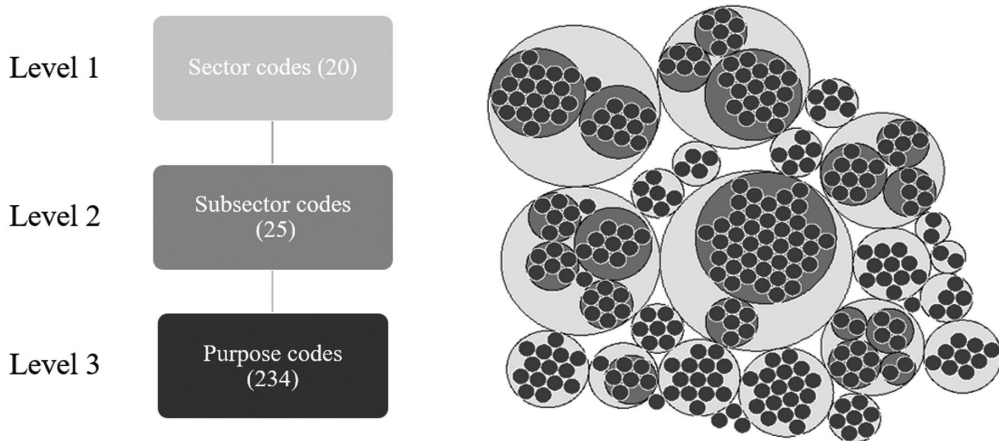 Level 1
Sector codes (20)
Level 2
Subsector codes
(25)
Level 3
Purpose codes
(234)